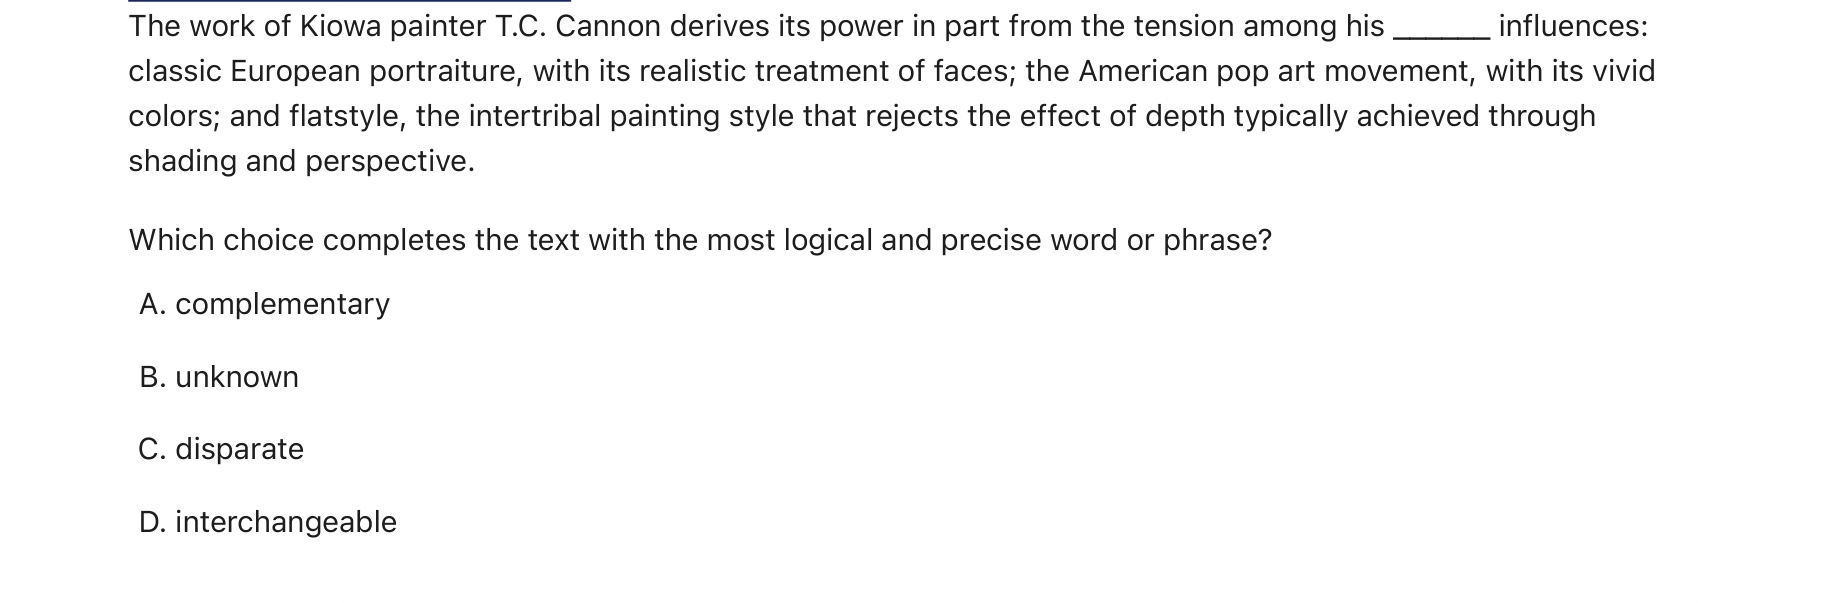 The work of Kiowa painter T.C. Cannon derives its power in part from the tension among his ______ influences:
classic European portraiture, with its realistic treatment of faces; the American pop art movement, with its vivid
colors; and flatstyle, the intertribal painting style that rejects the effect of depth typically achieved through
shading and perspective.
Which choice completes the text with the most logical and precise word or phrase?
A. complementary
B. unknown
C. disparate
D. interchangeable